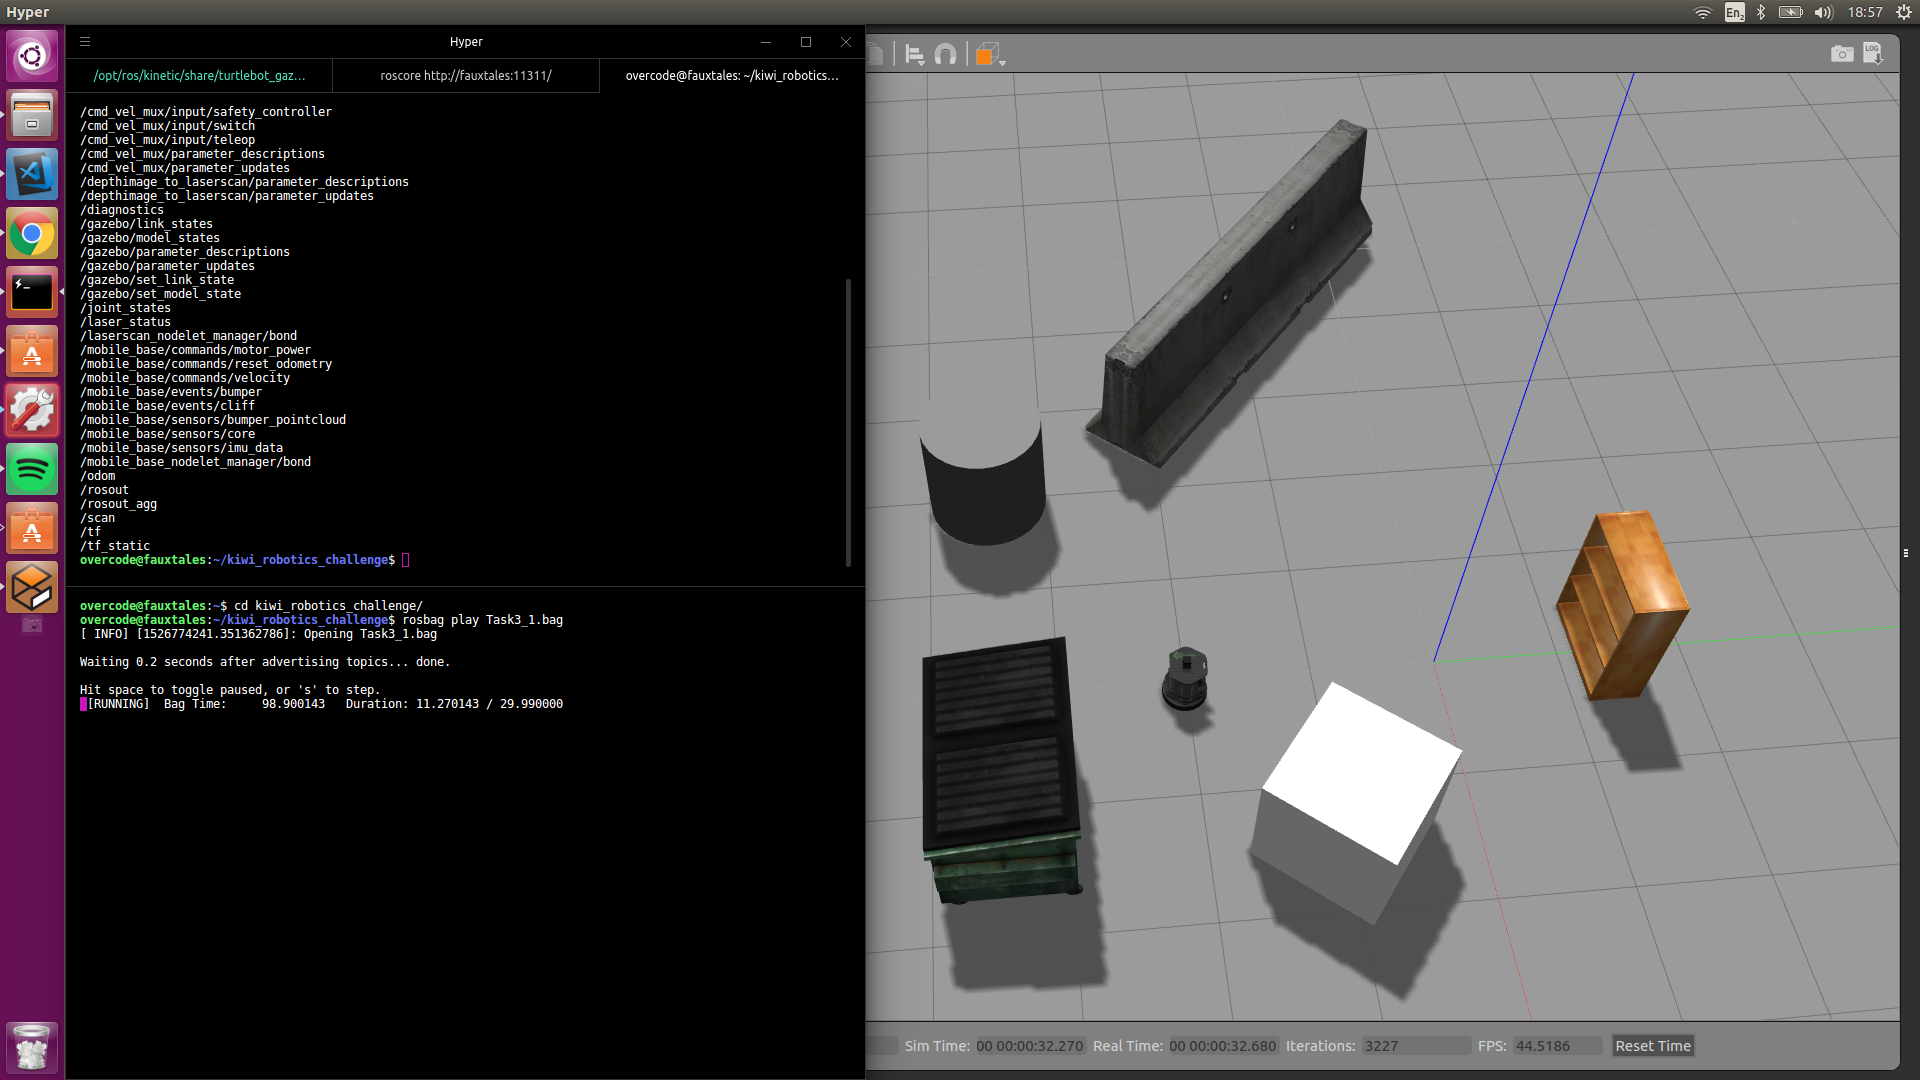 Hyper
En2
18:57
Hyper
/opt/ros/kinetic/share/turtlebot_gaz...
roscore http://fauxtales:11311/
overcode@fauxtales: ~/kiwi_robotics...
LOG
/cmd_vel_mux/input/safety_controller
/cmd_vel_mux/input/switch
/cmd_vel_mux/input/teleop
/cmd_vel_mux/parameter_descriptions
/cmd_vel_mux/parameter_updates
/depthimage_to_laserscan/parameter_descriptions
/depthimage_to_laserscan/parameter_updates
/diagnostics
/gazebo/link_states
/gazebo/model_states
/gazebo/parameter_descriptions
/gazebo/parameter_updates
/gazebo/set_link_state
/gazebo/set_model_state
/joint_states
/laser_status
/laserscan_nodelet_manager/bond
/mobile_base/commands/motor_power
/mobile_base/commands/reset_odometry
/mobile_base/commands/velocity
/mobile_base/events/bumper
/mobile_base/events/cliff
/mobile_base/sensors/bumper_pointcloud
/mobile_base/sensors/core
/mobile_base/sensors/imu_data
/mobile_base_nodelet_manager/bond
/odom
/rosout
/rosout_agg
/scan
/tf
/tf_static
overcode@fauxtales:~/kiwi_robotics_challenge$
overcode@fauxtales:~$ cd kiwi_robotics_challenge/
overcode@fauxtales:~/kiwi_robotics_challenge$ rosbag play Task3_1.bag
[ INFO] [1526774241.351362786]: Opening Task3_1.bag
Waiting 0.2 seconds after advertising topics... done.
Hit space to toggle paused, or 's' to step.
[RUNNING]  Bag Time:     98.900143   Duration: 11.270143 / 29.990000
Sim Time: 00 00:00:32.270 Real Time: 00 00:00:32.680 Iterations: 3227 FPS: 44.5186 Reset Time